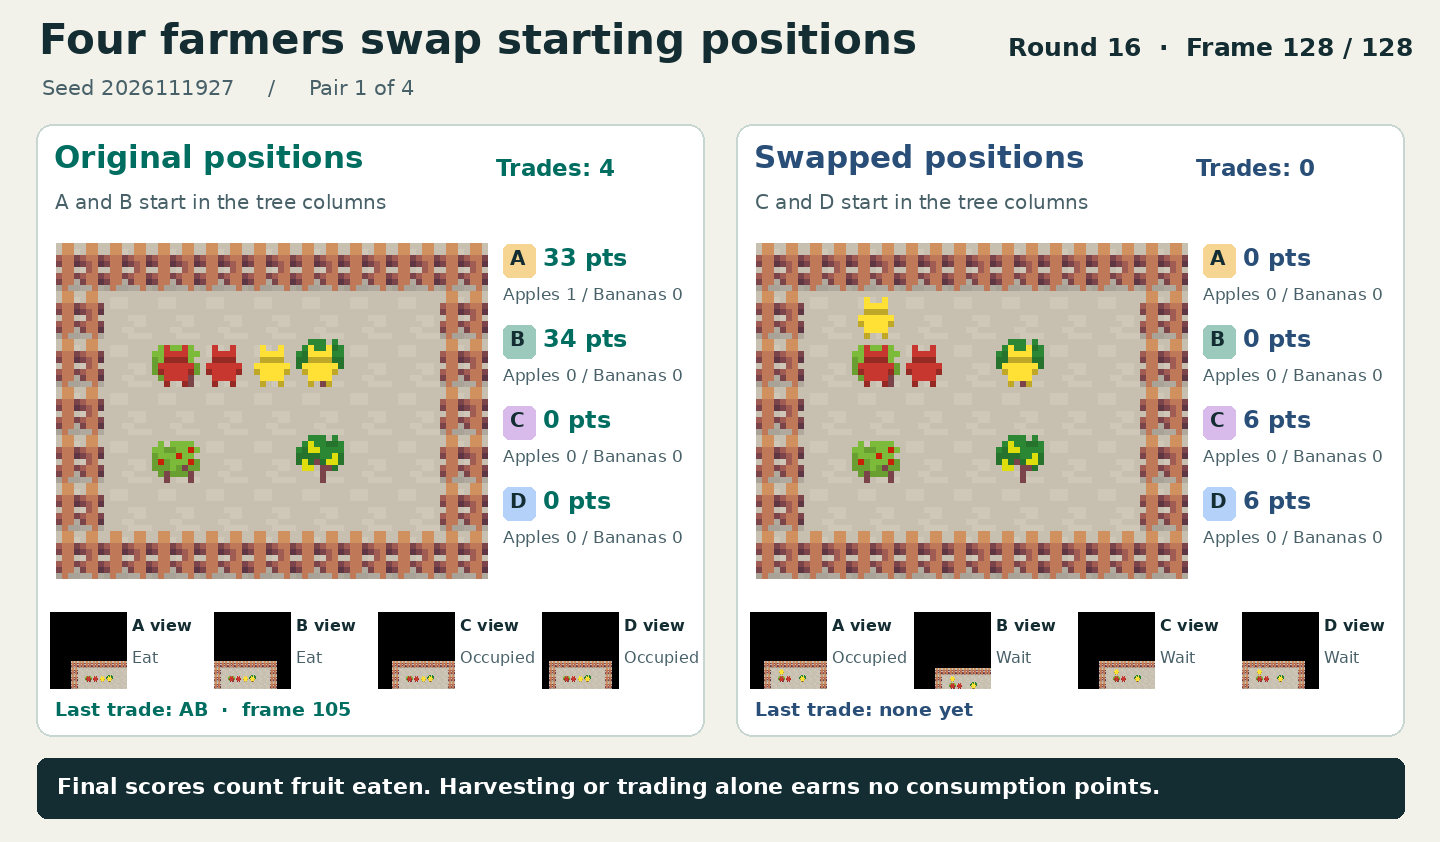 Four farmers swap starting positions
Round 16 · Frame 128 / 128
Seed 2026111927 / Pair 1 of 4
Original positions
Trades: 4
A and B start in the tree columns
A 33 pts
Apples 1 / Bananas 0
B 34 pts
Apples 0 / Bananas 0
C 0 pts
Apples 0 / Bananas 0
D 0 pts
Apples 0 / Bananas 0
A view
Eat
B view
Eat
C view
Occupied
D view
Occupied
Last trade: AB · frame 105
Swapped positions
Trades: 0
C and D start in the tree columns
A 0 pts
Apples 0 / Bananas 0
B 0 pts
Apples 0 / Bananas 0
C 6 pts
Apples 0 / Bananas 0
D 6 pts
Apples 0 / Bananas 0
A view
Occupied
B view
Wait
C view
Wait
D view
Wait
Last trade: none yet
Final scores count fruit eaten. Harvesting or trading alone earns no consumption points.